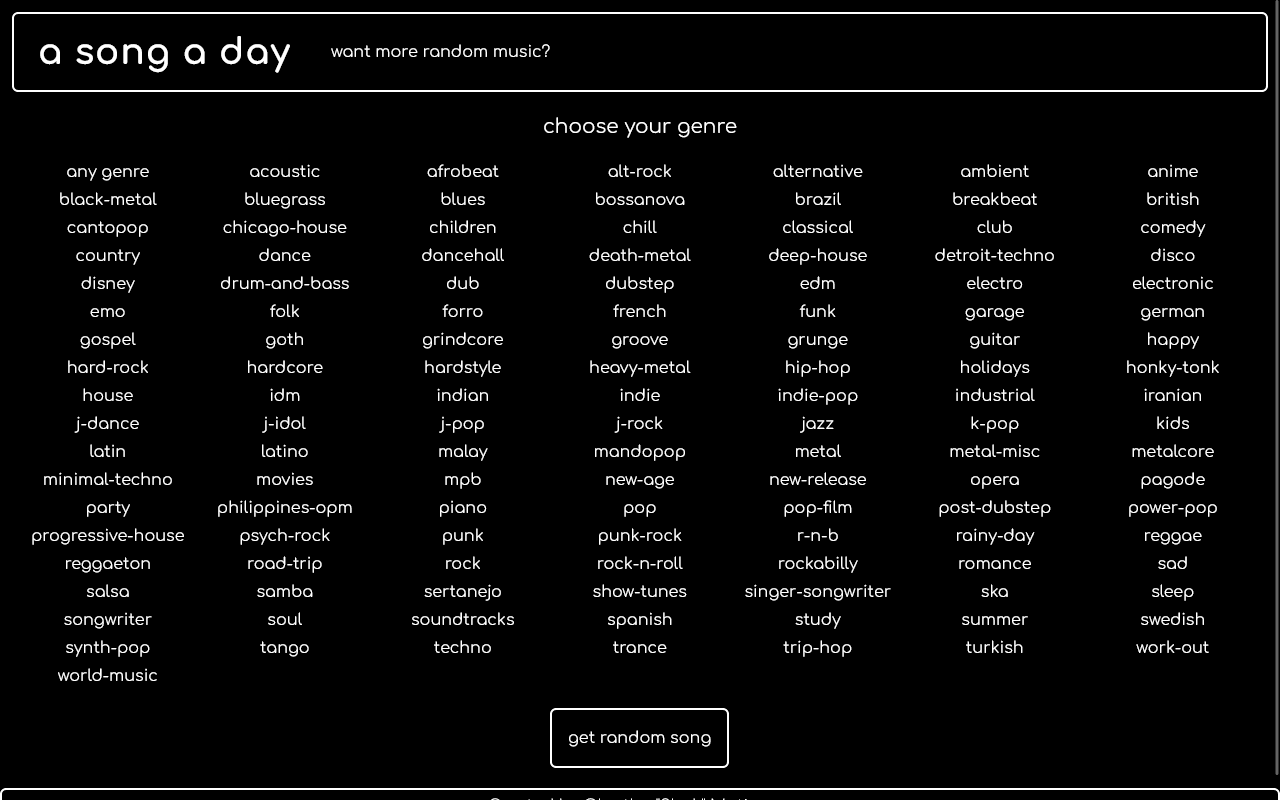 a song a day want more random music?
choose your genre
any genre acoustic afrobeat alt-rock alternative ambient anime
black-metal bluegrass blues bossanova brazil breakbeat british
cantopop chicago-house children chill classical club comedy
country dance dancehall death-metal deep-house detroit-techno disco
disney drum-and-bass dub dubstep edm electro electronic
emo folk forro french funk garage german
gospel goth grindcore groove grunge guitar happy
hard-rock hardcore hardstyle heavy-metal hip-hop holidays honky-tonk
house idm indian indie indie-pop industrial iranian
j-dance j-idol j-pop j-rock jazz k-pop kids
latin latino malay mandopop metal metal-misc metalcore
minimal-techno movies mpb new-age new-release opera pagode
party philippines-opm piano pop pop-film post-dubstep power-pop
progressive-house psych-rock punk punk-rock r-n-b rainy-day reggae
reggaeton road-trip rock rock-n-roll rockabilly romance sad
salsa samba sertanejo show-tunes singer-songwriter ska sleep
songwriter soul soundtracks spanish study summer swedish
synth-pop tango techno trance trip-hop turkish work-out
world-music
get random song